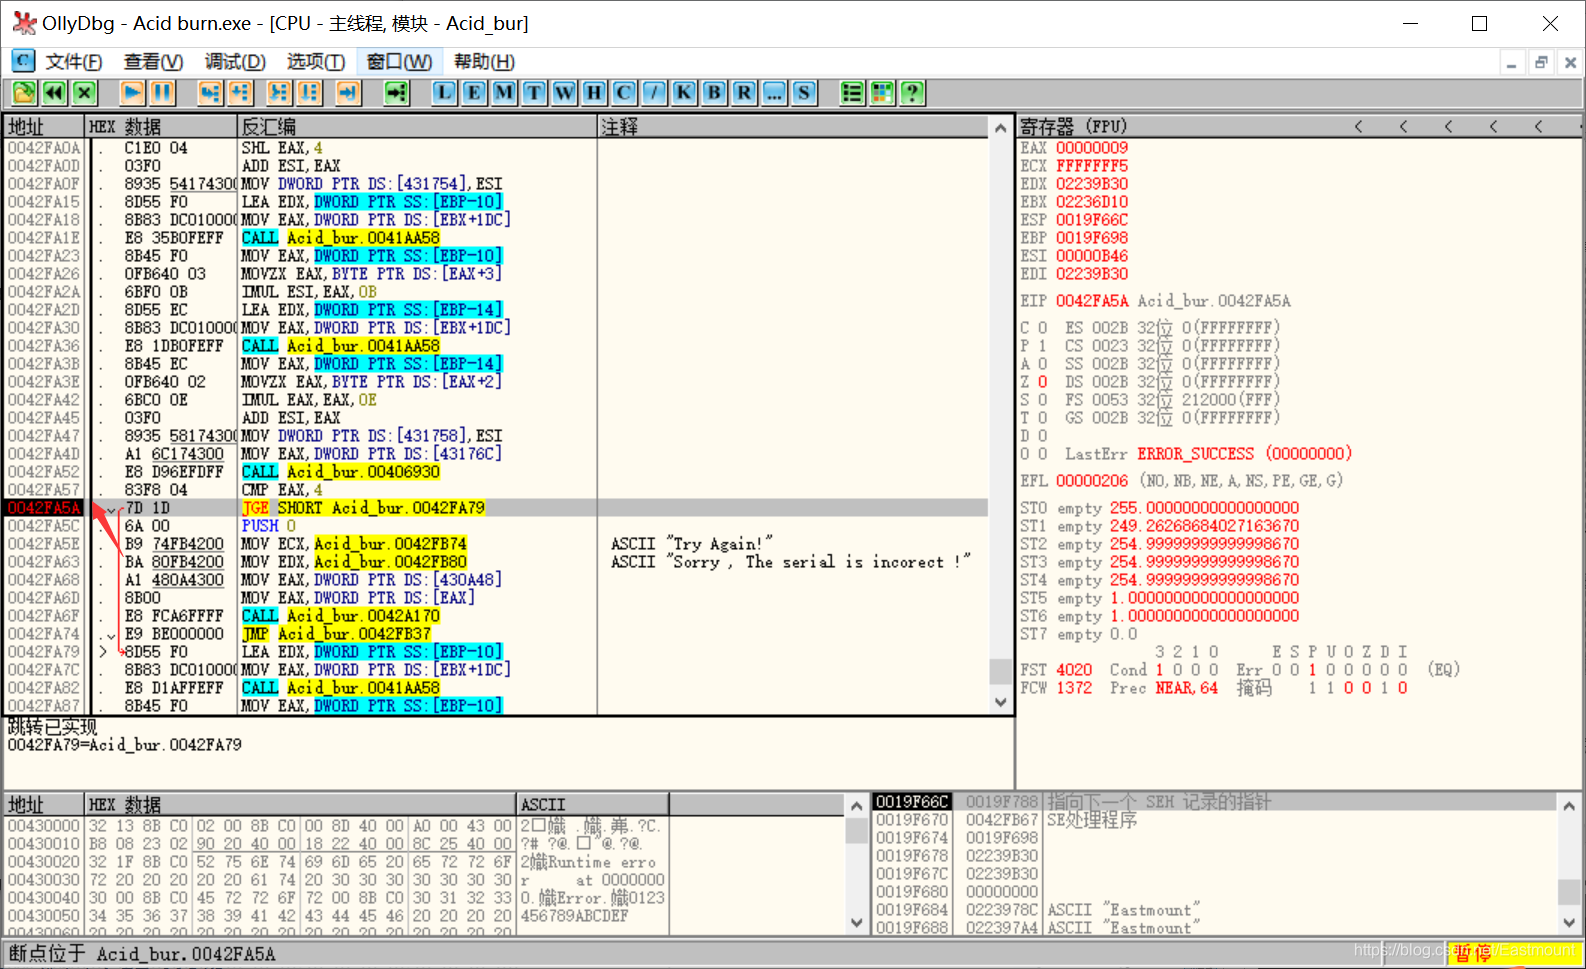 OllyDbg - Acid burn.exe - [CPU - 主线程, 模块 - Acid_bur]
C 文件(F) 查看(V) 调试(D) 选项(T) 窗口(W) 帮助(H)
L E M T W H C / K B R ... S ?
地址 HEX 数据 反汇编 注释
0042FA0A . C1E0 04 SHL EAX,4
0042FA0D . 03F0 ADD ESI,EAX
0042FA0F . 8935 54174300 MOV DWORD PTR DS:[431754],ESI
0042FA15 . 8D55 F0 LEA EDX,DWORD PTR SS:[EBP-10]
0042FA18 . 8B83 DC010000 MOV EAX,DWORD PTR DS:[EBX+1DC]
0042FA1E . E8 35B0FEFF CALL Acid_bur.0041AA58
0042FA23 . 8B45 F0 MOV EAX,DWORD PTR SS:[EBP-10]
0042FA26 . 0FB640 03 MOVZX EAX,BYTE PTR DS:[EAX+3]
0042FA2A . 6BF0 0B IMUL ESI,EAX,0B
0042FA2D . 8D55 EC LEA EDX,DWORD PTR SS:[EBP-14]
0042FA30 . 8B83 DC010000 MOV EAX,DWORD PTR DS:[EBX+1DC]
0042FA36 . E8 1DB0FEFF CALL Acid_bur.0041AA58
0042FA3B . 8B45 EC MOV EAX,DWORD PTR SS:[EBP-14]
0042FA3E . 0FB640 02 MOVZX EAX,BYTE PTR DS:[EAX+2]
0042FA42 . 6BC0 0E IMUL EAX,EAX,0E
0042FA45 . 03F0 ADD ESI,EAX
0042FA47 . 8935 58174300 MOV DWORD PTR DS:[431758],ESI
0042FA4D . A1 6C174300 MOV EAX,DWORD PTR DS:[43176C]
0042FA52 . E8 D96EFDFF CALL Acid_bur.00406930
0042FA57 . 83F8 04 CMP EAX,4
0042FA5A 7D 1D JGE SHORT Acid_bur.0042FA79
0042FA5C . 6A 00 PUSH 0
0042FA5E . B9 74FB4200 MOV ECX,Acid_bur.0042FB74 ASCII "Try Again!"
0042FA63 . BA 80FB4200 MOV EDX,Acid_bur.0042FB80 ASCII "Sorry , The serial is incorect !"
0042FA68 . A1 480A4300 MOV EAX,DWORD PTR DS:[430A48]
0042FA6D . 8B00 MOV EAX,DWORD PTR DS:[EAX]
0042FA6F . E8 FCA6FFFF CALL Acid_bur.0042A170
0042FA74 . E9 BE000000 JMP Acid_bur.0042FB37
0042FA79 > 8D55 F0 LEA EDX,DWORD PTR SS:[EBP-10]
0042FA7C . 8B83 DC010000 MOV EAX,DWORD PTR DS:[EBX+1DC]
0042FA82 . E8 D1AFFEFF CALL Acid_bur.0041AA58
0042FA87 . 8B45 F0 MOV EAX,DWORD PTR SS:[EBP-10]
跳转已实现
0042FA79=Acid_bur.0042FA79
寄存器 (FPU) < < < < <
EAX 00000009
ECX FFFFFFF5
EDX 02239B30
EBX 02236D10
ESP 0019F66C
EBP 0019F698
ESI 00000B46
EDI 02239B30
EIP 0042FA5A Acid_bur.0042FA5A
C 0 ES 002B 32位 0(FFFFFFFF)
P 1 CS 0023 32位 0(FFFFFFFF)
A 0 SS 002B 32位 0(FFFFFFFF)
Z 0 DS 002B 32位 0(FFFFFFFF)
S 0 FS 0053 32位 212000(FFF)
T 0 GS 002B 32位 0(FFFFFFFF)
D 0
O 0 LastErr ERROR_SUCCESS (00000000)
EFL 00000206 (NO,NB,NE,A,NS,PE,GE,G)
ST0 empty 255.00000000000000000
ST1 empty 249.26268684027163670
ST2 empty 254.99999999999998670
ST3 empty 254.99999999999998670
ST4 empty 254.99999999999998670
ST5 empty 1.0000000000000000000
ST6 empty 1.0000000000000000000
ST7 empty 0.0
3 2 1 0 E S P U O Z D I
FST 4020 Cond 1 0 0 0 Err 0 0 1 0 0 0 0 0 (EQ)
FCW 1372 Prec NEAR,64 掩码 1 1 0 0 1 0
地址 HEX 数据 ASCII
00430000 32 13 8B C0 02 00 8B C0 00 8D 40 00 A0 00 43 00
00430010 B8 08 23 02 90 20 40 00 18 22 40 00 8C 25 40 00
00430020 32 1F 8B C0 52 75 6E 74 69 6D 65 20 65 72 72 6F Runtime erro
00430030 72 20 20 20 20 20 61 74 20 30 30 30 30 30 30 30 r at 0000000
00430040 30 00 8B C0 45 72 72 6F 72 00 8B C0 30 31 32 33 0.媼Error.媼0123
00430050 34 35 36 37 38 39 41 42 43 44 45 46 20 20 20 20 456789ABCDEF
00430060 20 20 20 20 20 20 20 20 20 20 20 20 20 20 20 20
0019F66C 0019F788 指向下一个 SEH 记录的指针
0019F670 0042FB67 SE处理程序
0019F674 0019F698
0019F678 02239B30
0019F67C 02239B30
0019F680 00000000
0019F684 0223978C ASCII "Eastmount"
0019F688 022397A4 ASCII "Eastmount"
断点位于 Acid_bur.0042FA5A
https://blog.csdn.net/Eastmount
暂停